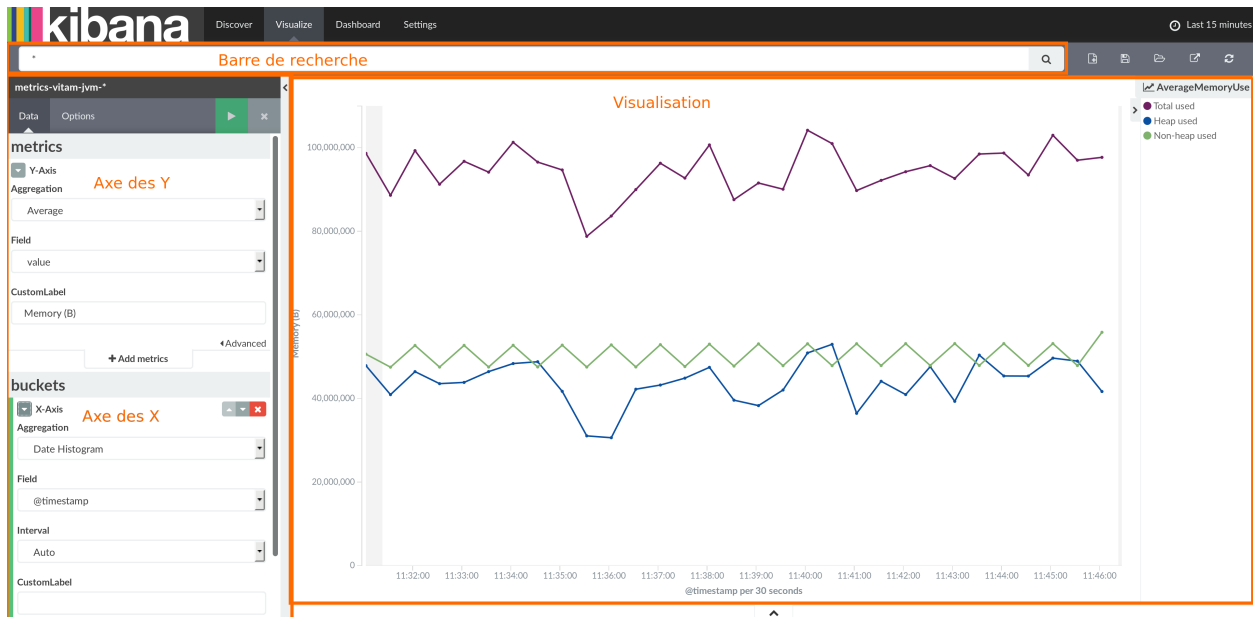 kibana
Discover Visualize Dashboard Settings Last 15 minutes
* Barre de recherche
metrics-vitam-jvm-*
Data Options
metrics
Y-Axis
Axe des Y
Aggregation
Average
Field
value
CustomLabel
Memory (B)
Advanced
Add metrics
buckets
X-Axis
Axe des X
Aggregation
Date Histogram
Field
@timestamp
Interval
Auto
CustomLabel
Visualisation
100,000,000
80,000,000
60,000,000
40,000,000
20,000,000
0
Memory (B)
11:32:00 11:33:00 11:34:00 11:35:00 11:36:00 11:37:00 11:38:00 11:39:00 11:40:00 11:41:00 11:42:00 11:43:00 11:44:00 11:45:00 11:46:00
@timestamp per 30 seconds
AverageMemoryUse
Total used
Heap used
Non-heap used